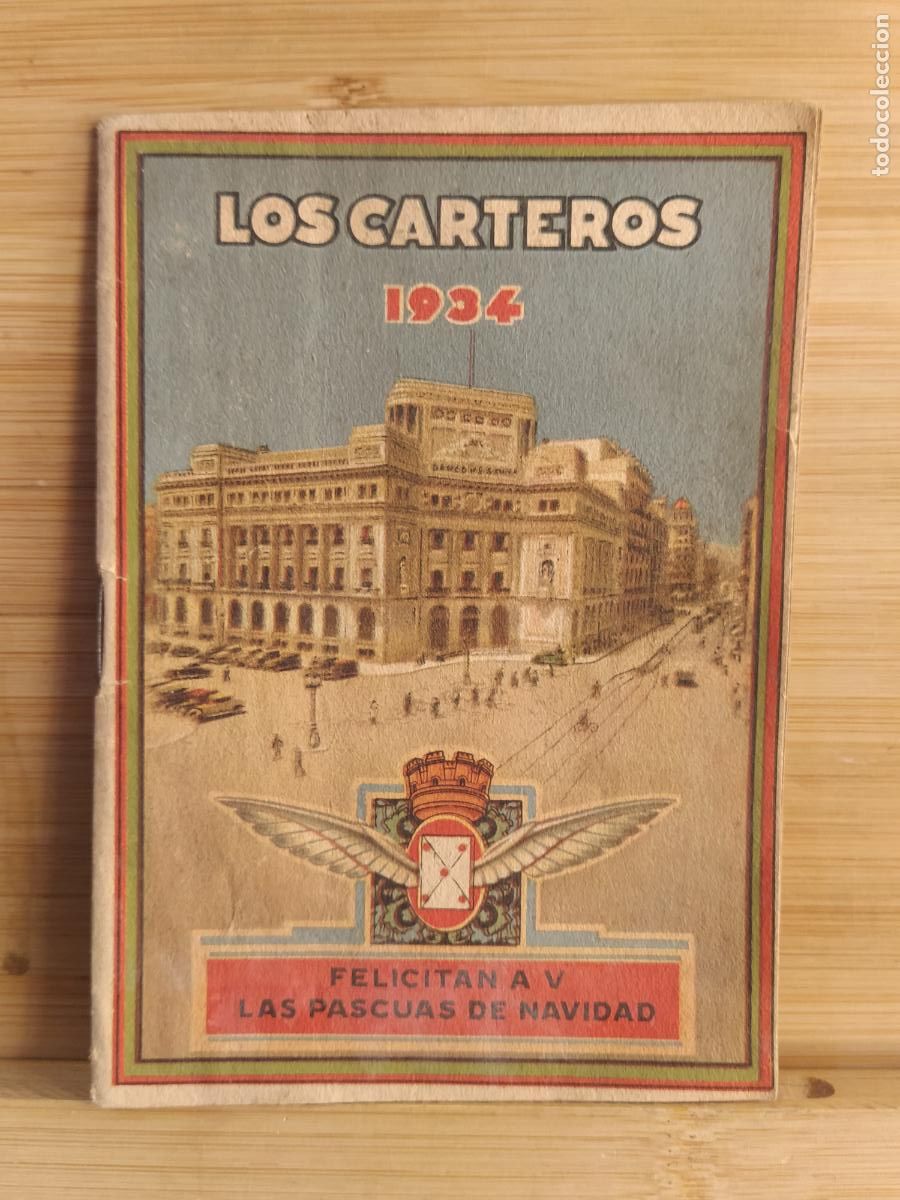 LOS CARTEROS
1934
FELICITAN A V
LAS PASCUAS DE NAVIDAD
todocoleccion